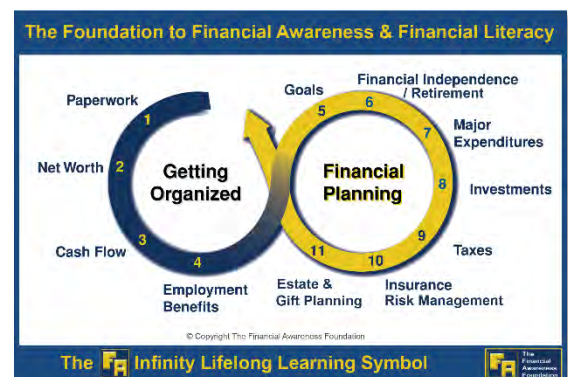 The Foundation to Financial Awareness & Financial Literacy
Paperwork
1
Net Worth
2
Cash Flow
3
4
Employment
Benefits
Getting
Organized
Goals
5
Financial Independence
/ Retirement
6
7
Major
Expenditures
8
Investments
9
Taxes
10
Insurance
Risk Management
11
Estate &
Gift Planning
Financial
Planning
© Copyright The Financial Awareness Foundation
The FA Infinity Lifelong Learning Symbol
FA
The
Financial
Awareness
Foundation